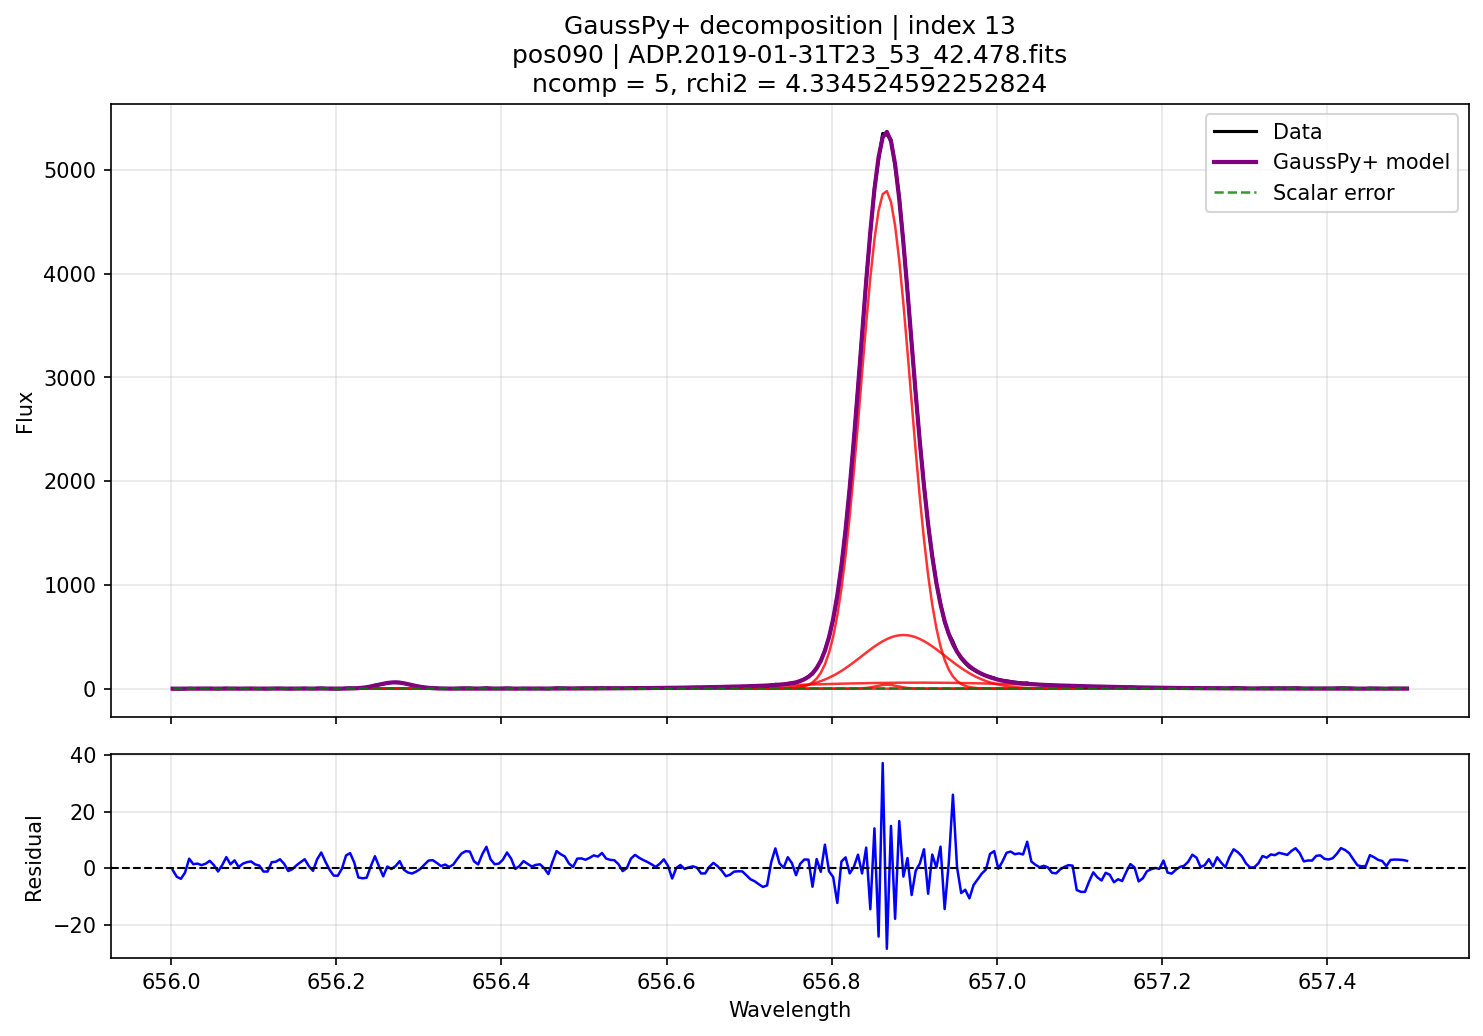 GaussPy+ decomposition | index 13
pos090 | ADP.2019-01-31T23_53_42.478.fits
ncomp = 5, rchi2 = 4.334524592252824
Data
GaussPy+ model
Scalar error
5000
4000
3000
2000
1000
0
Flux
40
20
0
−20
Residual
656.0 656.2 656.4 656.6 656.8 657.0 657.2 657.4
Wavelength